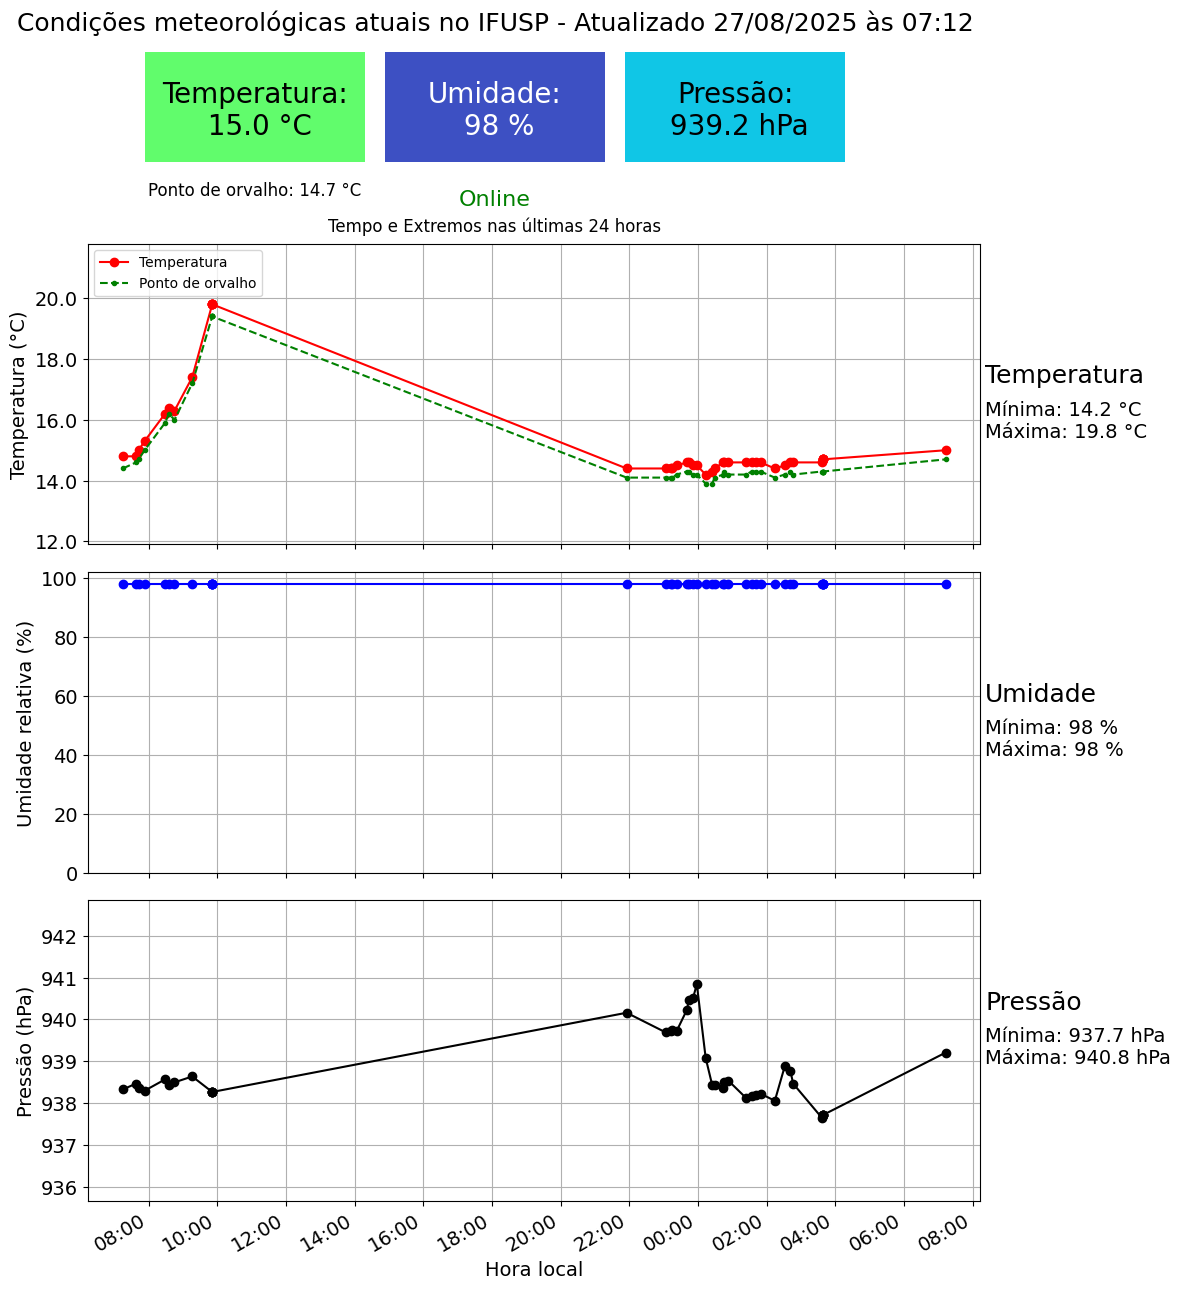 Condições meteorológicas atuais no IFUSP - Atualizado 27/08/2025 às 07:12
Temperatura:
15.0 °C
Umidade:
98 %
Pressão:
939.2 hPa
Ponto de orvalho: 14.7 °C
Online
Tempo e Extremos nas últimas 24 horas
Temperatura
Ponto de orvalho
Temperatura (°C)
20.0
18.0
16.0
14.0
12.0
Temperatura
Mínima: 14.2 °C
Máxima: 19.8 °C
Umidade relativa (%)
100
80
60
40
20
0
Umidade
Mínima: 98 %
Máxima: 98 %
Pressão (hPa)
942
941
940
939
938
937
936
Pressão
Mínima: 937.7 hPa
Máxima: 940.8 hPa
08:00
10:00
12:00
14:00
16:00
18:00
20:00
22:00
00:00
02:00
04:00
06:00
08:00
Hora local